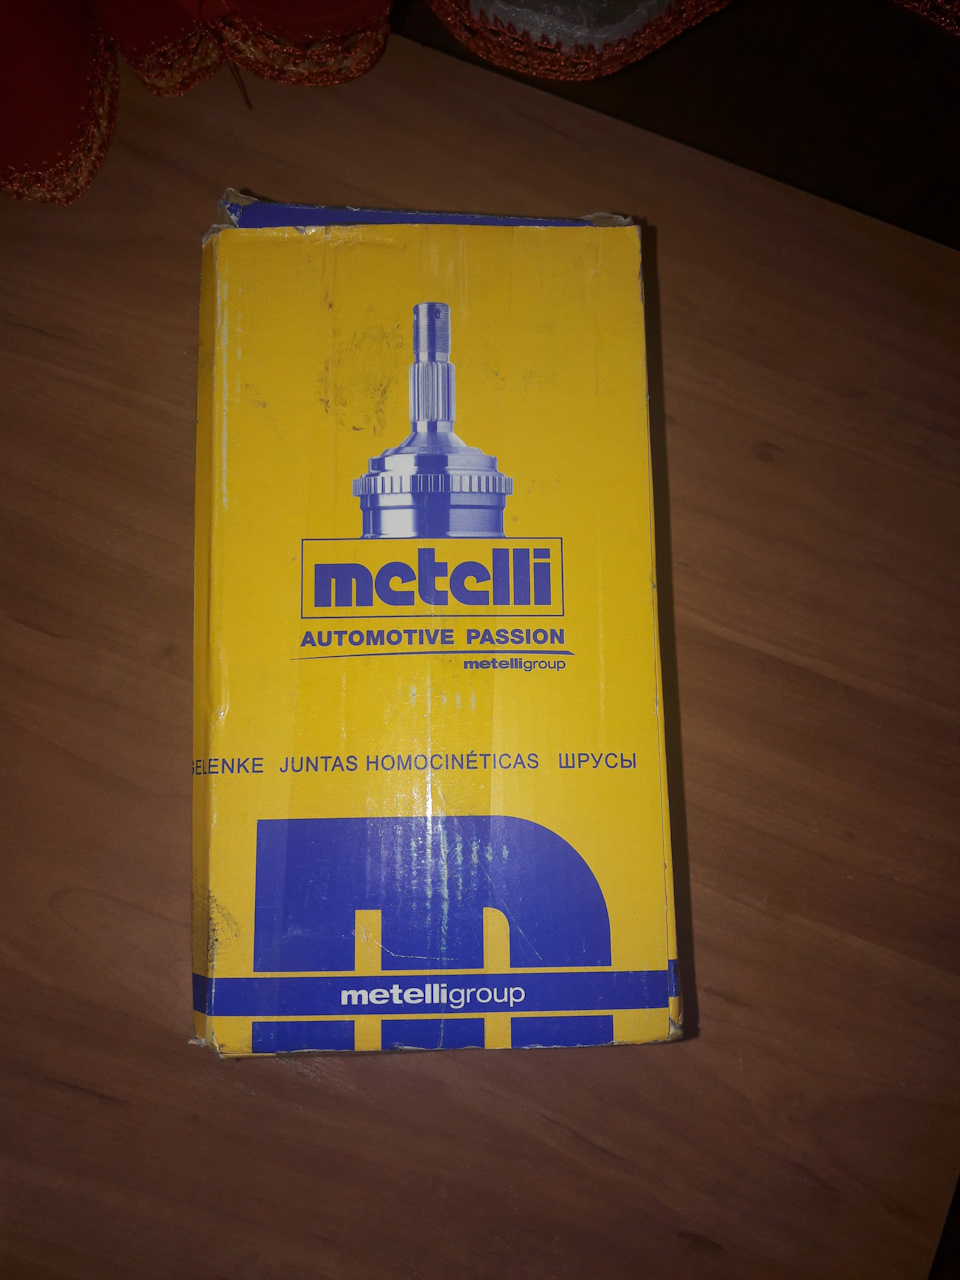 metelli
AUTOMOTIVE PASSION
metelligroup
JUNTAS HOMOCINÉTICAS ШРУСЫ
metelligroup